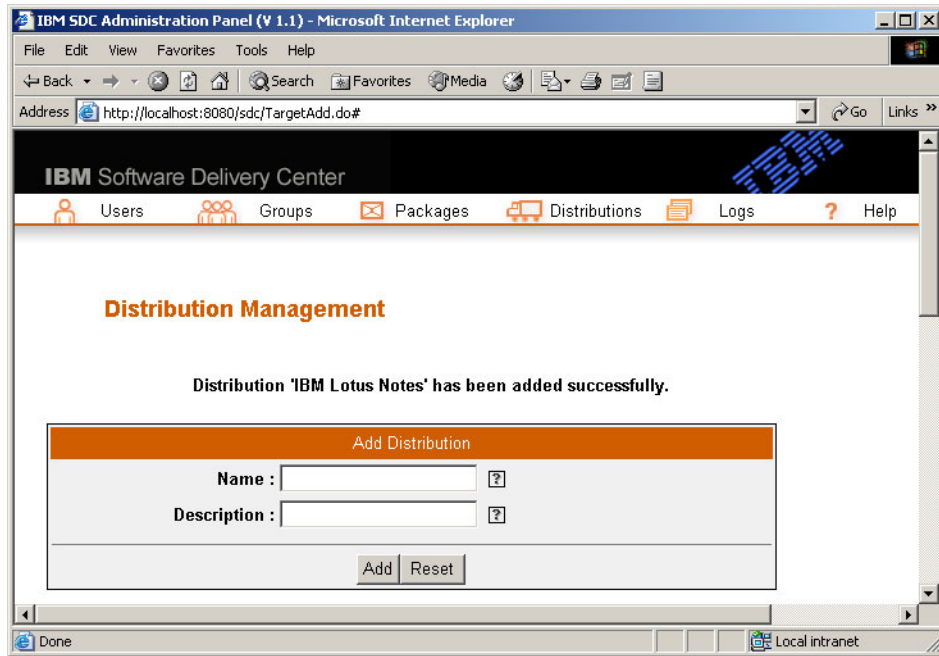 IBM SDC Administration Panel (V 1.1) - Microsoft Internet Explorer
File Edit View Favorites Tools Help
Back Search Favorites Media
Address http://localhost:8080/sdc/TargetAdd.do# Go Links »
IBM Software Delivery Center IBM
Users Groups Packages Distributions Logs ? Help
Distribution Management
Distribution 'IBM Lotus Notes' has been added successfully.
Add Distribution
Name : ?
Description : ?
Add Reset
Done Local intranet